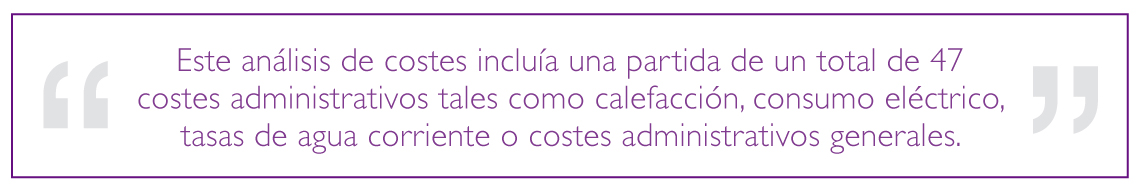 “Este análisis de costes incluía una partida de un total de 47
costes administrativos tales como calefacción, consumo eléctrico,
tasas de agua corriente o costes administrativos generales.”